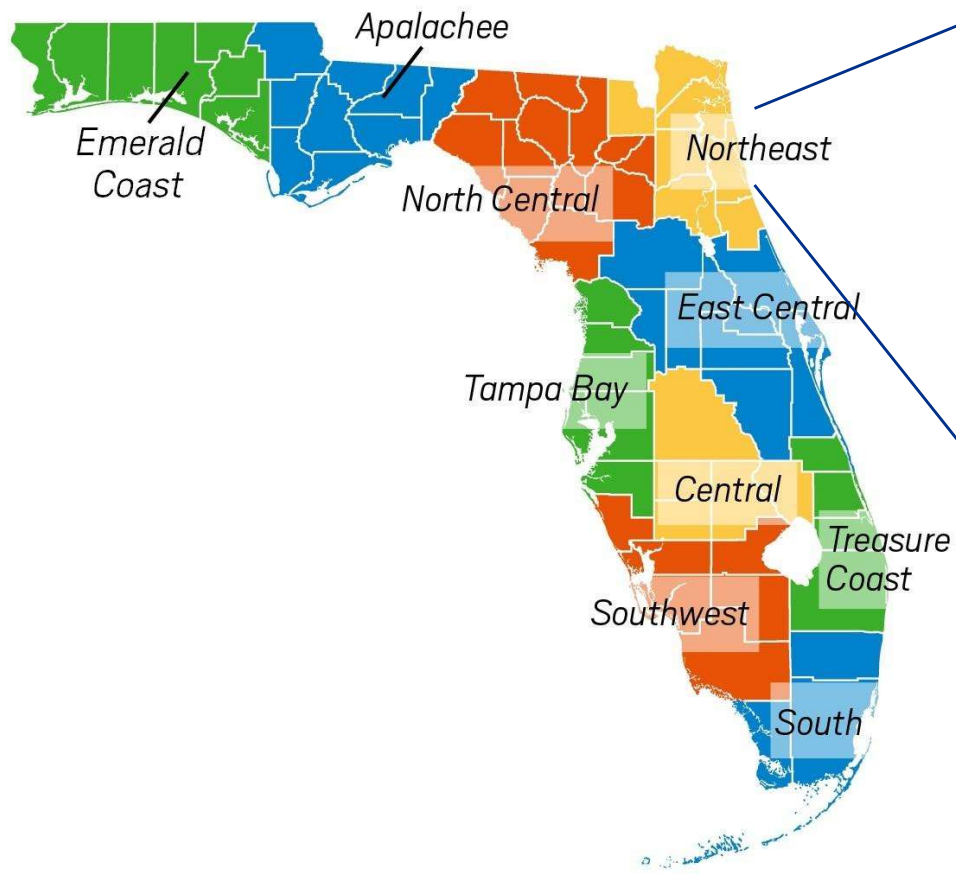 Apalachee
Emerald
Coast
Northeast
North Central
East Central
Tampa Bay
Central
Treasure
Coast
Southwest
South